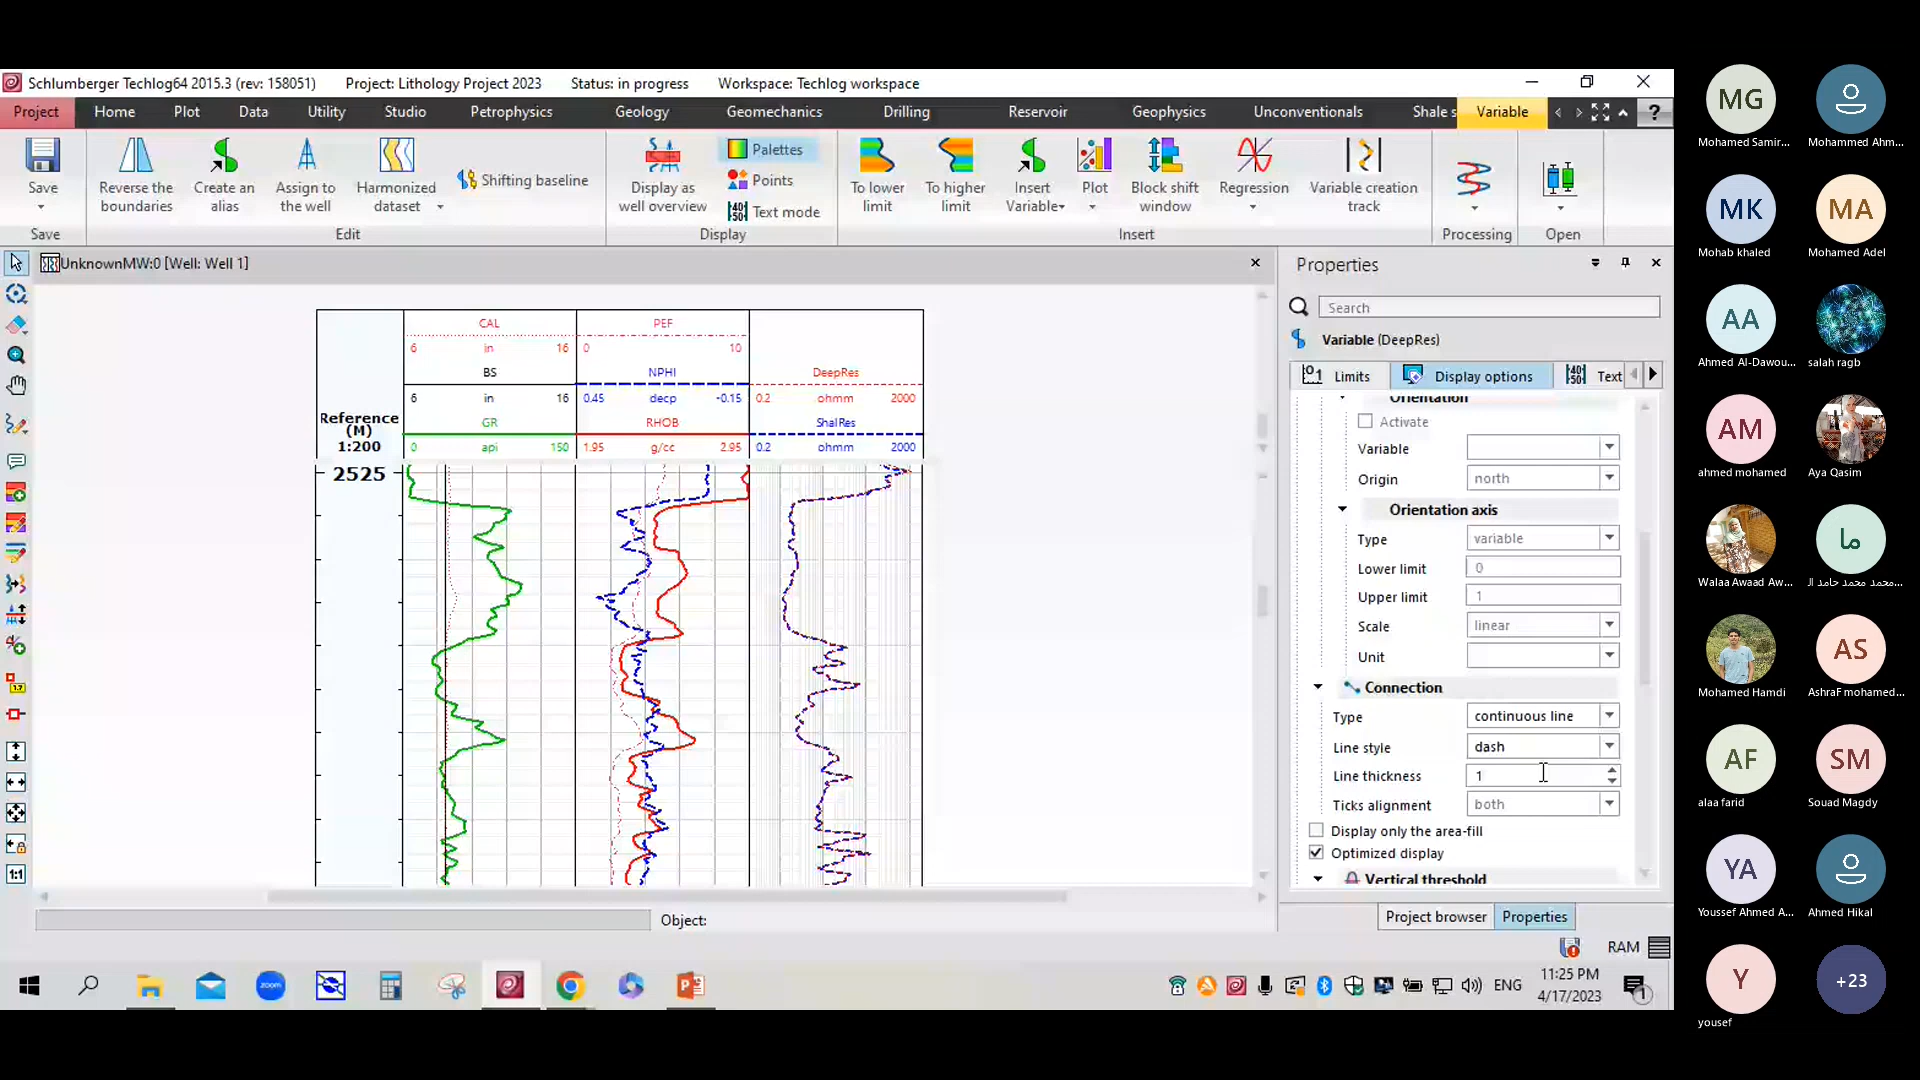 Schlumberger Techlog64 2015.3 (rev: 158051) Project: Lithology Project 2023 Status: in progress Workspace: Techlog workspace
Project Home Plot Data Utility Studio Petrophysics Geology Geomechanics Drilling Reservoir Geophysics Unconventionals Shale s Variable ?
Save
Reverse the boundaries
Create an alias
Assign to the well
Harmonized dataset
Shifting baseline
Display as well overview
Palettes
Points
Text mode
To lower limit
To higher limit
Insert Variable
Plot
Block shift window
Regression
Variable creation track
Save Edit Display Insert Processing Open
UnknownMW:0 [Well: Well 1]
Reference
(M)
1:200
CAL
6 in 16
BS
6 in 16
GR
0 api 150
PEF
0 10
NPHI
0.45 decp -0.15
RHOB
1.95 g/cc 2.95
DeepRes
0.2 ohmm 2000
ShalRes
0.2 ohmm 2000
2525
Object:
Properties
Search
Variable (DeepRes)
Limits Display options Text
Orientation
Activate
Variable
Origin north
Orientation axis
Type variable
Lower limit 0
Upper limit 1
Scale linear
Unit
Connection
Type continuous line
Line style dash
Line thickness 1
Ticks alignment both
Display only the area-fill
Optimized display
Vertical threshold
Project browser Properties
RAM
zoom
ENG
11:25 PM
4/17/2023
1
1:1
MG
Mohamed Samir...
Mohammed Ahm...
MK
Mohab khaled
MA
Mohamed Adel
AA
Ahmed Al-Dawou...
salah ragb
AM
ahmed mohamed
Aya Qasim
Walaa Awaad Aw...
ما
محمد محمد حامد ال...
Mohamed Hamdi
AS
AshraF mohamed...
AF
alaa farid
SM
Souad Magdy
YA
Youssef Ahmed A...
Ahmed Hikal
Y
yousef
+23